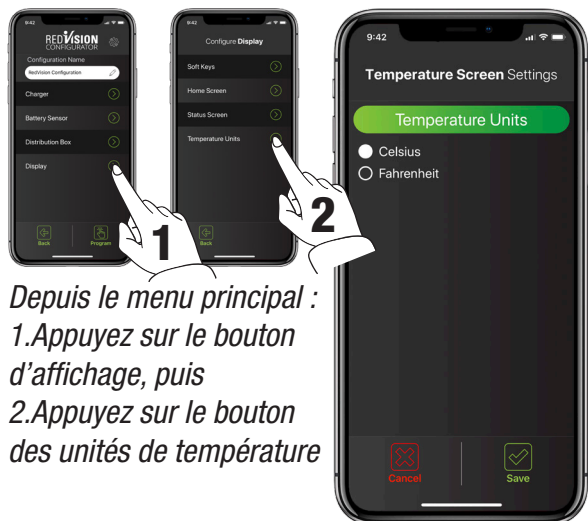 9:42
REDVISION
CONFIGURATOR
Configuration Name
RedVision Configuration
Charger
Battery Sensor
Distribution Box
Display
Back
Program
1
9:42
Configure Display
Soft Keys
Home Screen
Status Screen
Temperature Units
Back
2
Depuis le menu principal :
1.Appuyez sur le bouton
d’affichage, puis
2.Appuyez sur le bouton
des unités de température
9:42
Temperature Screen Settings
Temperature Units
Celsius
Fahrenheit
Cancel
Save